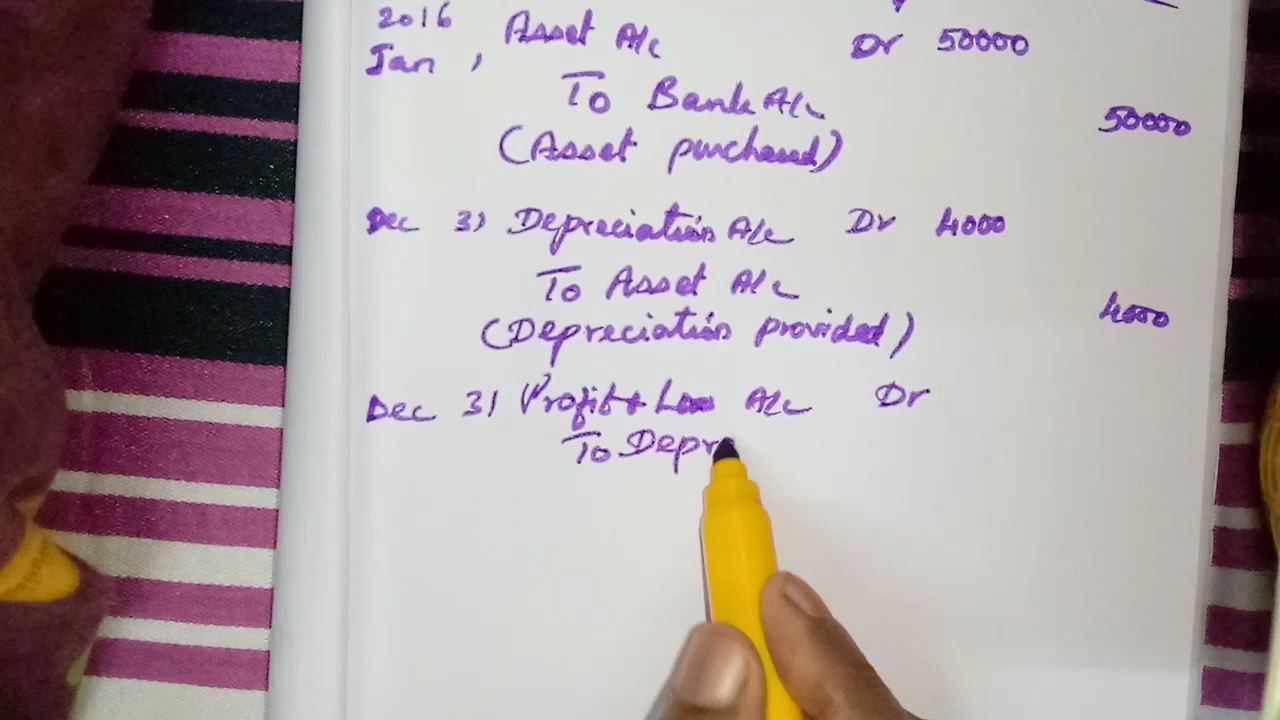 2016
Asset A/c Dr 50000
Jan 1
To Bank A/c 50000
(Asset purchased)
Dec 31 Depreciation A/c Dr 4000
To Asset A/c
4000
(Depreciation provided)
Dec 31 Profit & Loss A/c Dr
To Depre